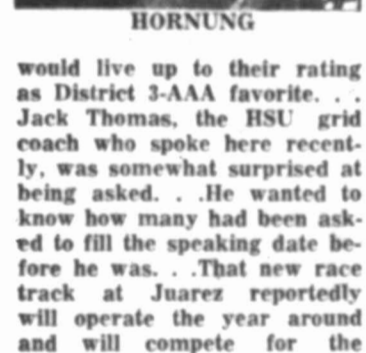 HORNUNG
would live up to their rating
as District 3-AAA favorite. . .
Jack Thomas, the HSU grid
coach who spoke here recent-
ly, was somewhat surprised at
being asked. . .He wanted to
know how many had been ask-
ed to fill the speaking date be-
fore he was. . .That new race
track at Juarez reportedly
will operate the year around
and will compete for the